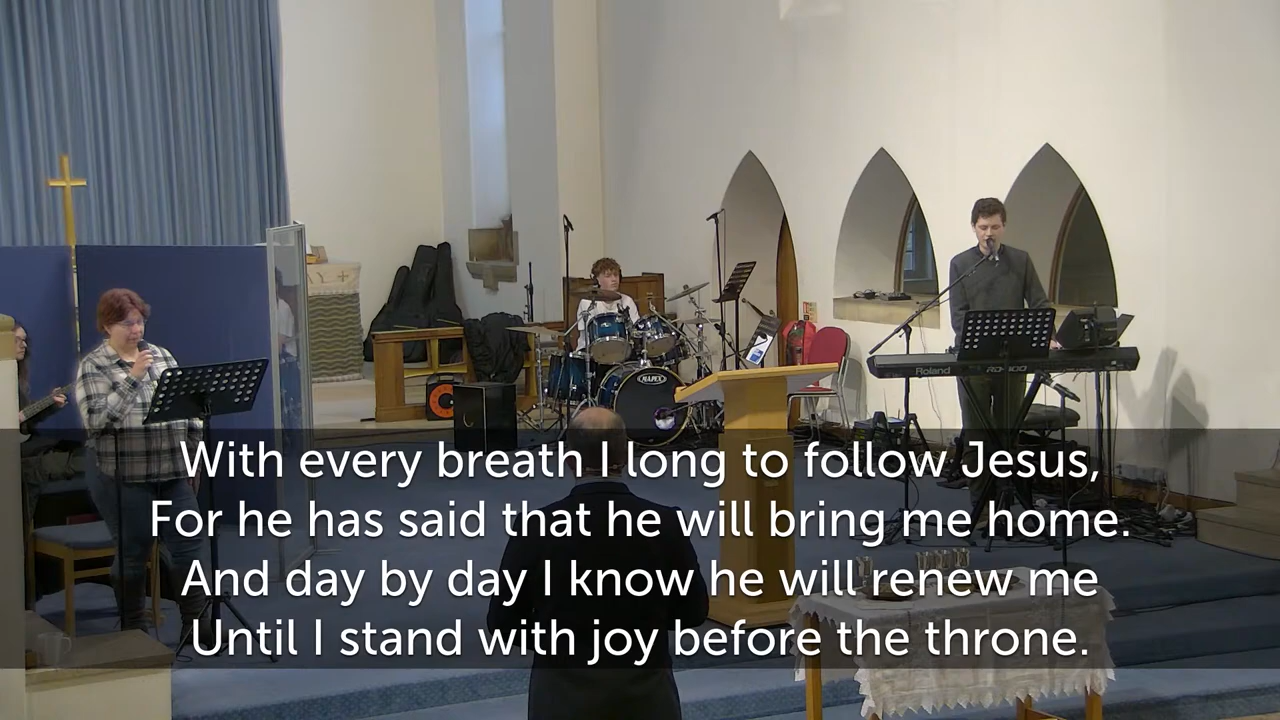 With every breath I long to follow Jesus,
For he has said that he will bring me home.
And day by day I know he will renew me
Until I stand with joy before the throne.
MAPEX
Roland